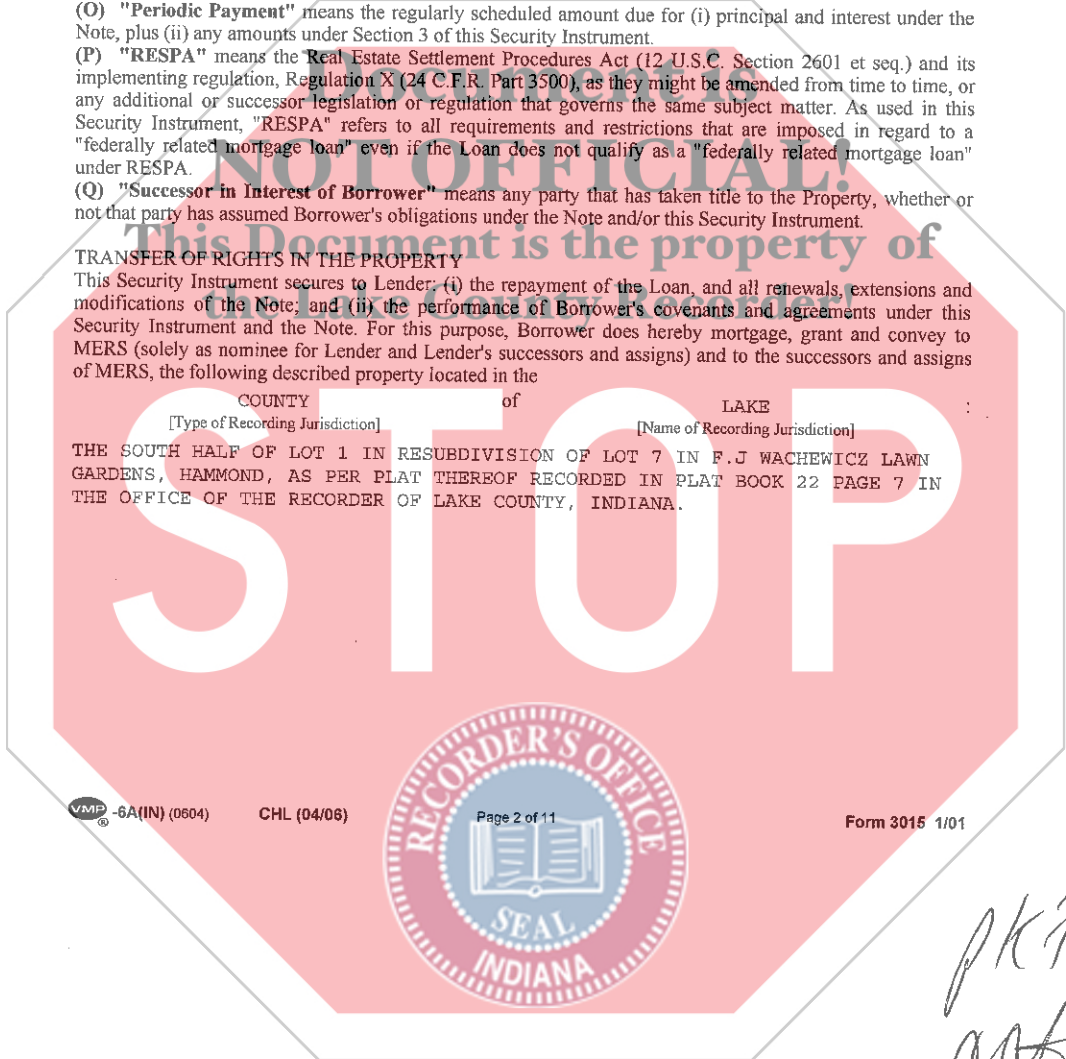 (O) "Periodic Payment" means the regularly scheduled amount due for (i) principal and interest under the
Note, plus (ii) any amounts under Section 3 of this Security Instrument.
(P) "RESPA" means the Real Estate Settlement Procedures Act (12 U.S.C. Section 2601 et seq.) and its
implementing regulation, Regulation X (24 C.F.R. Part 3500), as they might be amended from time to time, or
any additional or successor legislation or regulation that governs the same subject matter. As used in this
Security Instrument, "RESPA" refers to all requirements and restrictions that are imposed in regard to a
"federally related mortgage loan" even if the Loan does not qualify as a "federally related mortgage loan"
under RESPA.
(Q) "Successor in Interest of Borrower" means any party that has taken title to the Property, whether or
not that party has assumed Borrower's obligations under the Note and/or this Security Instrument.
TRANSFER OF RIGHTS IN THE PROPERTY
This Security Instrument secures to Lender: (i) the repayment of the Loan, and all renewals, extensions and
modifications of the Note; and (ii) the performance of Borrower's covenants and agreements under this
Security Instrument and the Note. For this purpose, Borrower does hereby mortgage, grant and convey to
MERS (solely as nominee for Lender and Lender's successors and assigns) and to the successors and assigns
of MERS, the following described property located in the
COUNTY of LAKE :
[Type of Recording Jurisdiction] [Name of Recording Jurisdiction]
THE SOUTH HALF OF LOT 1 IN RESUBDIVISION OF LOT 7 IN F.J WACHEWICZ LAWN
GARDENS, HAMMOND, AS PER PLAT THEREOF RECORDED IN PLAT BOOK 22 PAGE 7 IN
THE OFFICE OF THE RECORDER OF LAKE COUNTY, INDIANA.
Document is
NOT OFFICIAL!
This Document is the property of
the Lake County Recorder!
STOP
RECORDER'S OFFICE
SEAL
INDIANA
VMP ® -6A(IN) (0604) CHL (04/06) Page 2 of 11 Form 3015 1/01